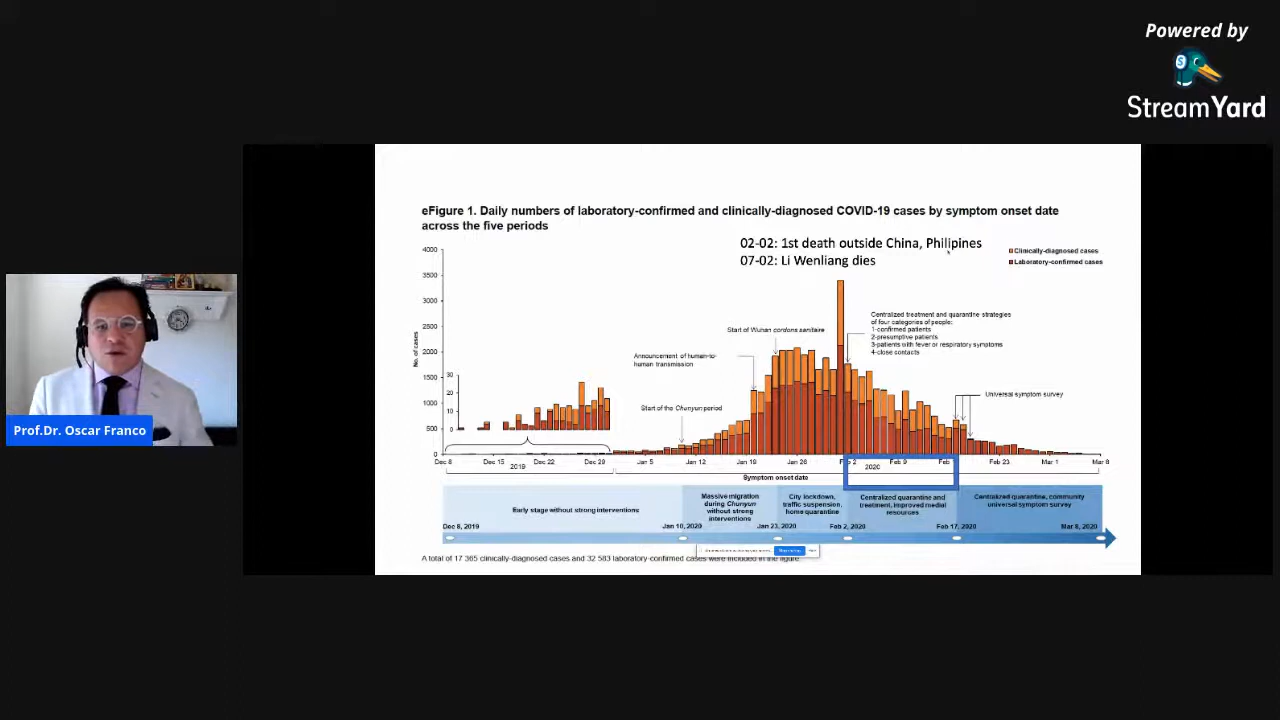 Powered by
StreamYard
eFigure 1. Daily numbers of laboratory-confirmed and clinically-diagnosed COVID-19 cases by symptom onset date
across the five periods
02-02: 1st death outside China, Philipines
07-02: Li Wenliang dies
Clinically-diagnosed cases
Laboratory-confirmed cases
4000
3500
3000
2500
2000
1500
1000
500
0
No. of cases
30
20
10
0
Start of Wuhan cordons sanitaire
Announcement of human-to-
human transmission
Start of the Chunyun period
Centralized treatment and quarantine strategies
of four categories of people:
1-confirmed patients
2-presumptive patients
3-patients with fever or respiratory symptoms
4-close contacts
Universal symptom survey
Dec 8 Dec 15 Dec 22 Dec 29 Jan 5 Jan 12 Jan 19 Jan 26 Feb 9 Feb 23 Mar 1 Mar 8
2019 2020
Symptom onset date
Early stage without strong interventions
Massive migration
during Chunyun
without strong
interventions
City lockdown,
traffic suspension,
home quarantine
Centralized quarantine and
treatment, improved medial
resources
Centralized quarantine, community
universal symptom survey
Dec 8, 2019 Jan 10, 2020 Jan 23, 2020 Feb 2, 2020 Feb 17, 2020 Mar 8, 2020
A total of 17 365 clinically-diagnosed cases and 32 583 laboratory-confirmed cases were included in the figure.
Prof.Dr. Oscar Franco